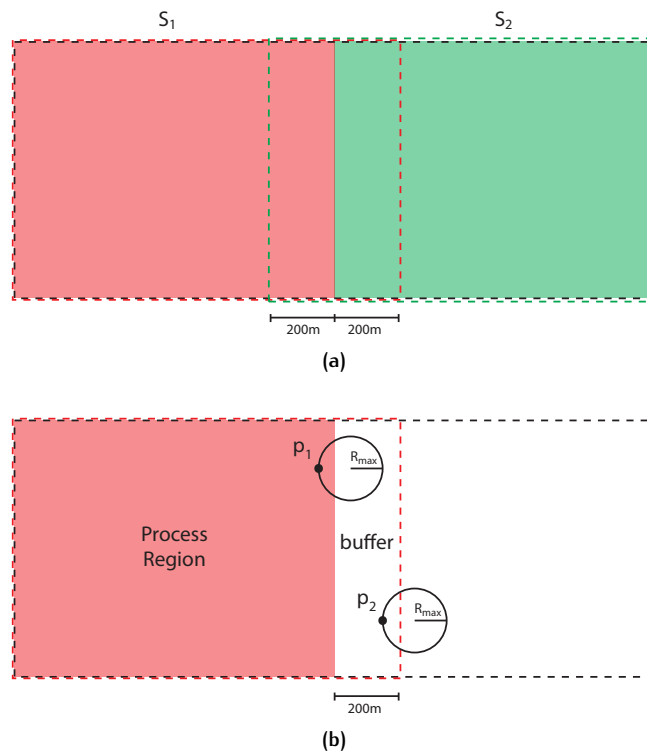 S₁ S₂
200m 200m
(a)
p₁
Rmax
Process
Region
buffer
p₂
Rmax
200m
(b)